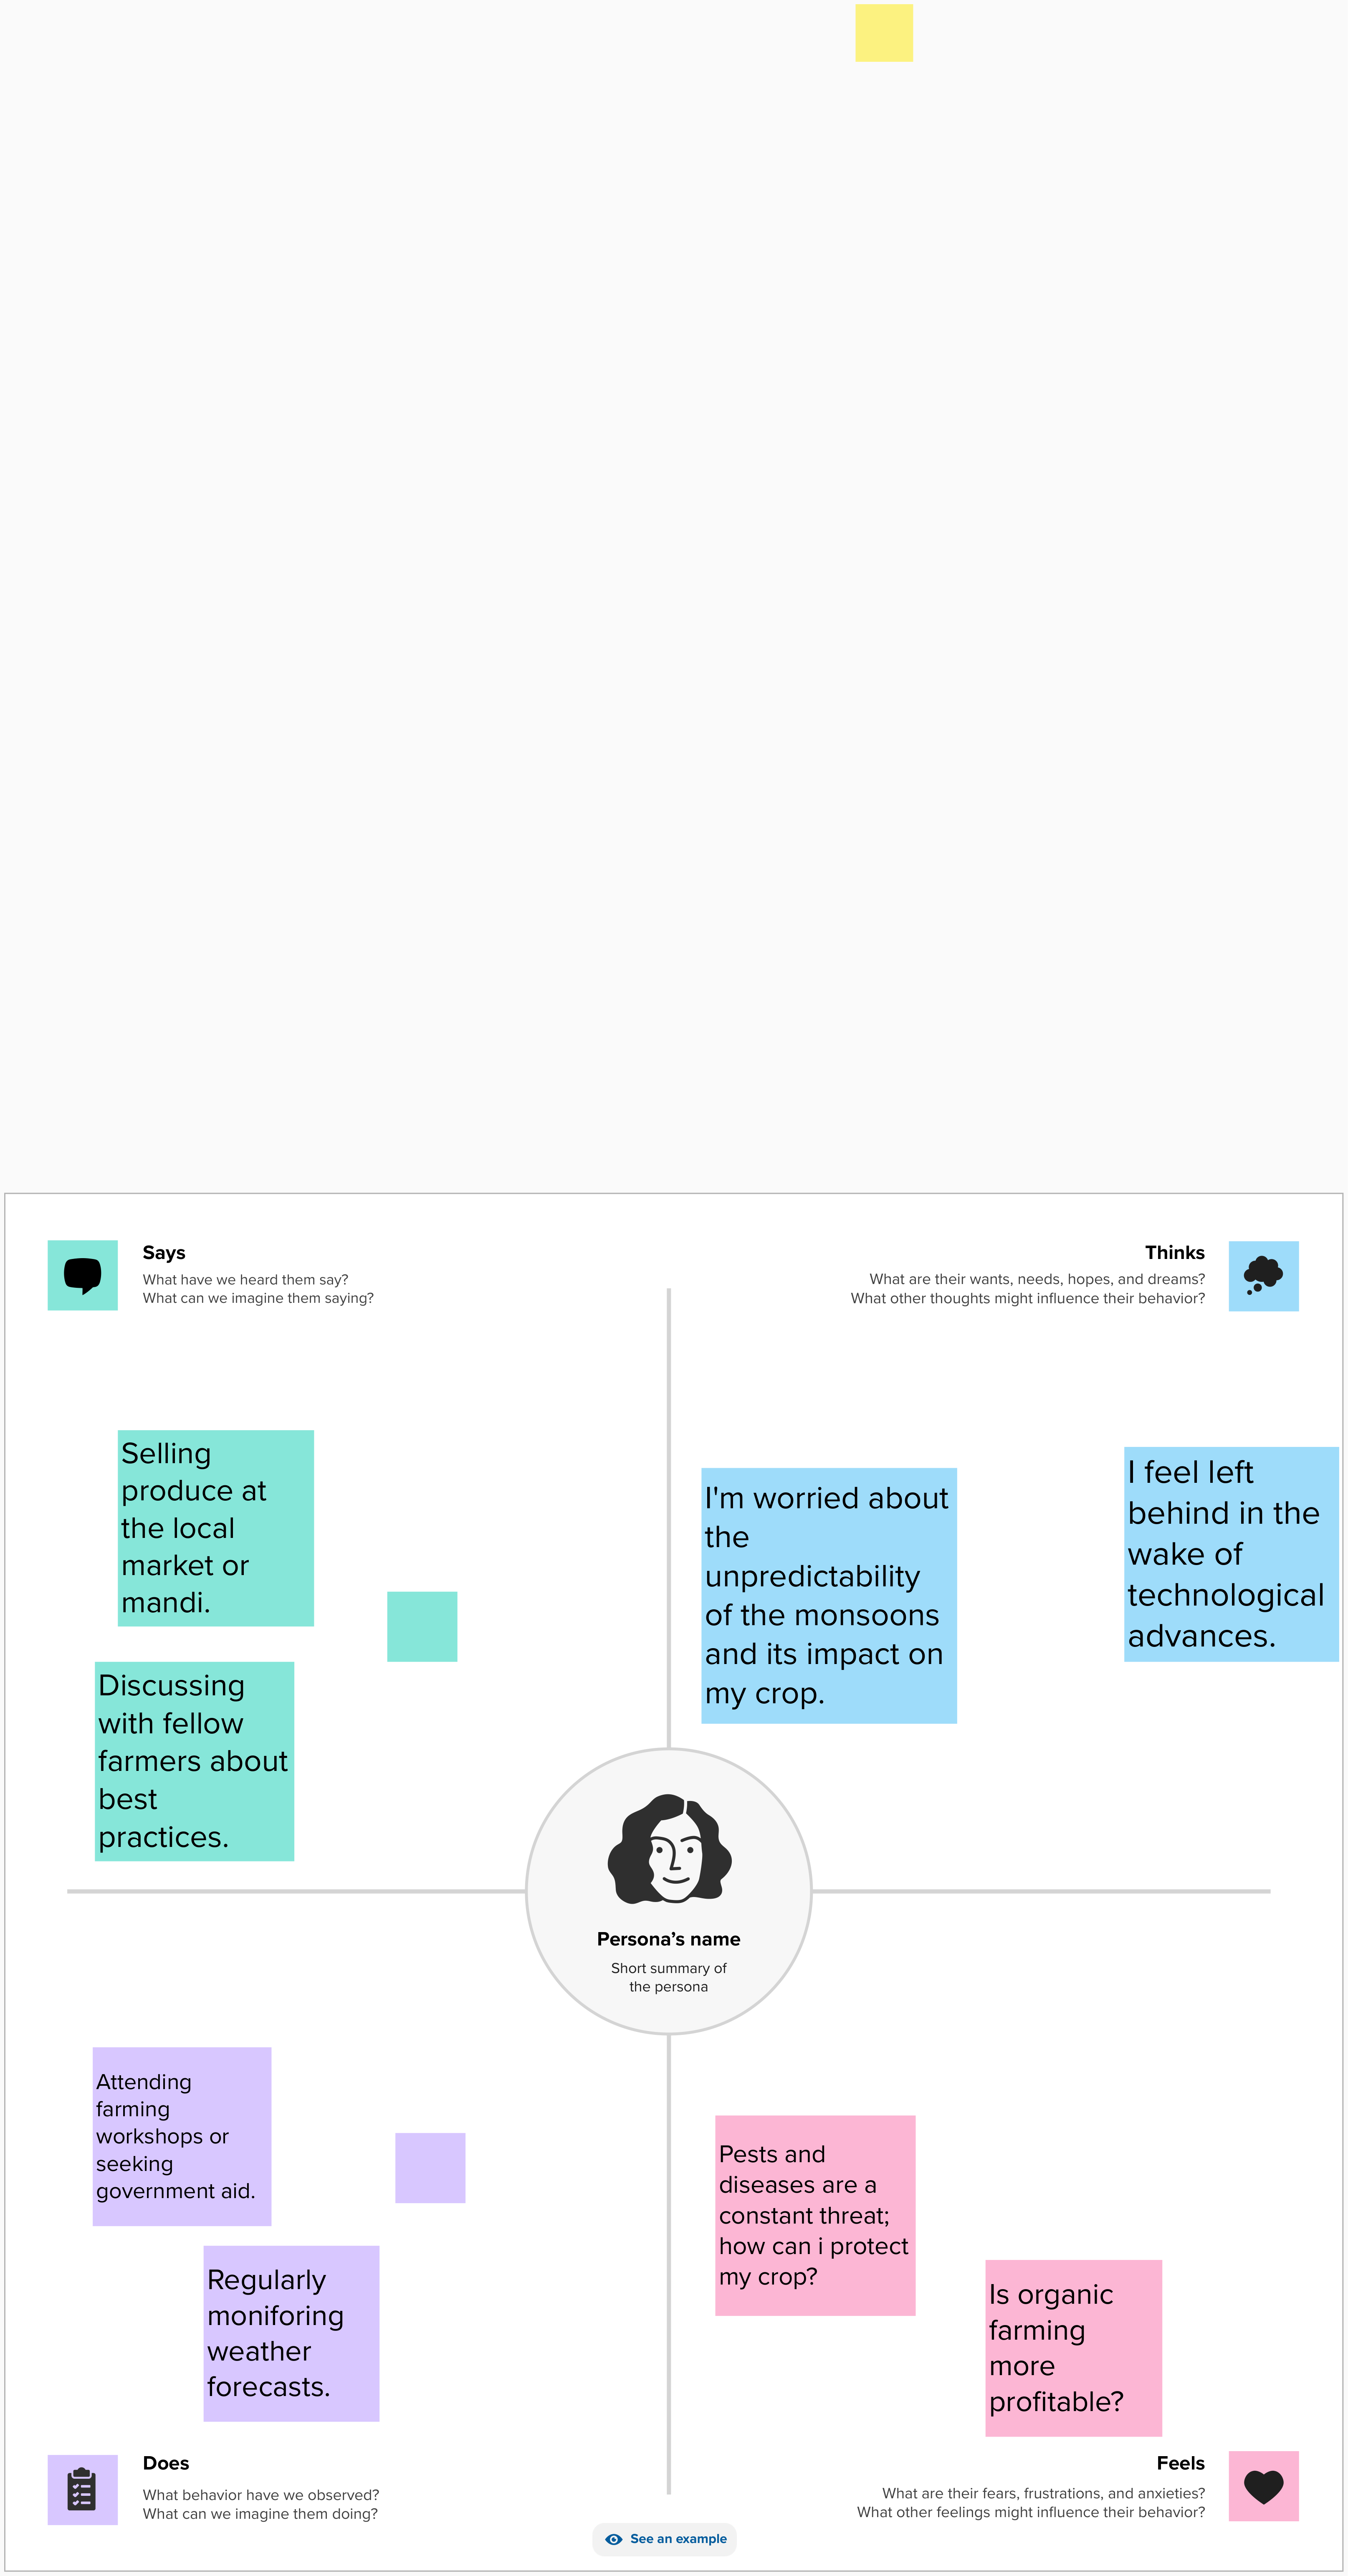 Says
What have we heard them say?
What can we imagine them saying?
Thinks
What are their wants, needs, hopes, and dreams?
What other thoughts might influence their behavior?
Selling
produce at
the local
market or
mandi.
Discussing
with fellow
farmers about
best
practices.
I'm worried about
the
unpredictability
of the monsoons
and its impact on
my crop.
I feel left
behind in the
wake of
technological
advances.
Persona's name
Short summary of
the persona
Attending
farming
workshops or
seeking
government aid.
Regularly
moniforing
weather
forecasts.
Pests and
diseases are a
constant threat;
how can i protect
my crop?
Is organic
farming
more
profitable?
Does
What behavior have we observed?
What can we imagine them doing?
Feels
What are their fears, frustrations, and anxieties?
What other feelings might influence their behavior?
See an example